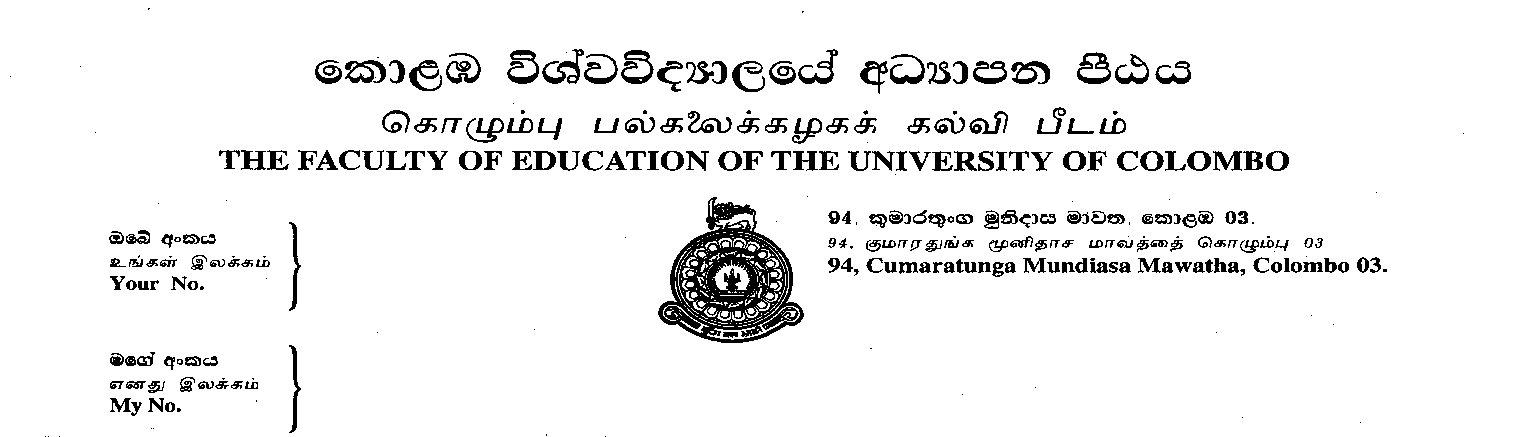 කොළඹ විශ්වවිද්‍යාලයේ අධ්‍යාපන පීඨය
கொழும்பு பல்கலைக்கழகக் கல்வி பீடம்
THE FACULTY OF EDUCATION OF THE UNIVERSITY OF COLOMBO
ඔබේ අංකය
உங்கள் இலக்கம்
Your No.
94, කුමාරතුංග මුනිදාස මාවත, කොළඹ 03.
94, குமாரதுங்க மூனிதாச மாவத்தை கொழும்பு 03
94, Cumaratunga Mundiasa Mawatha, Colombo 03.
මගේ අංකය
எனது இலக்கம்
My No.